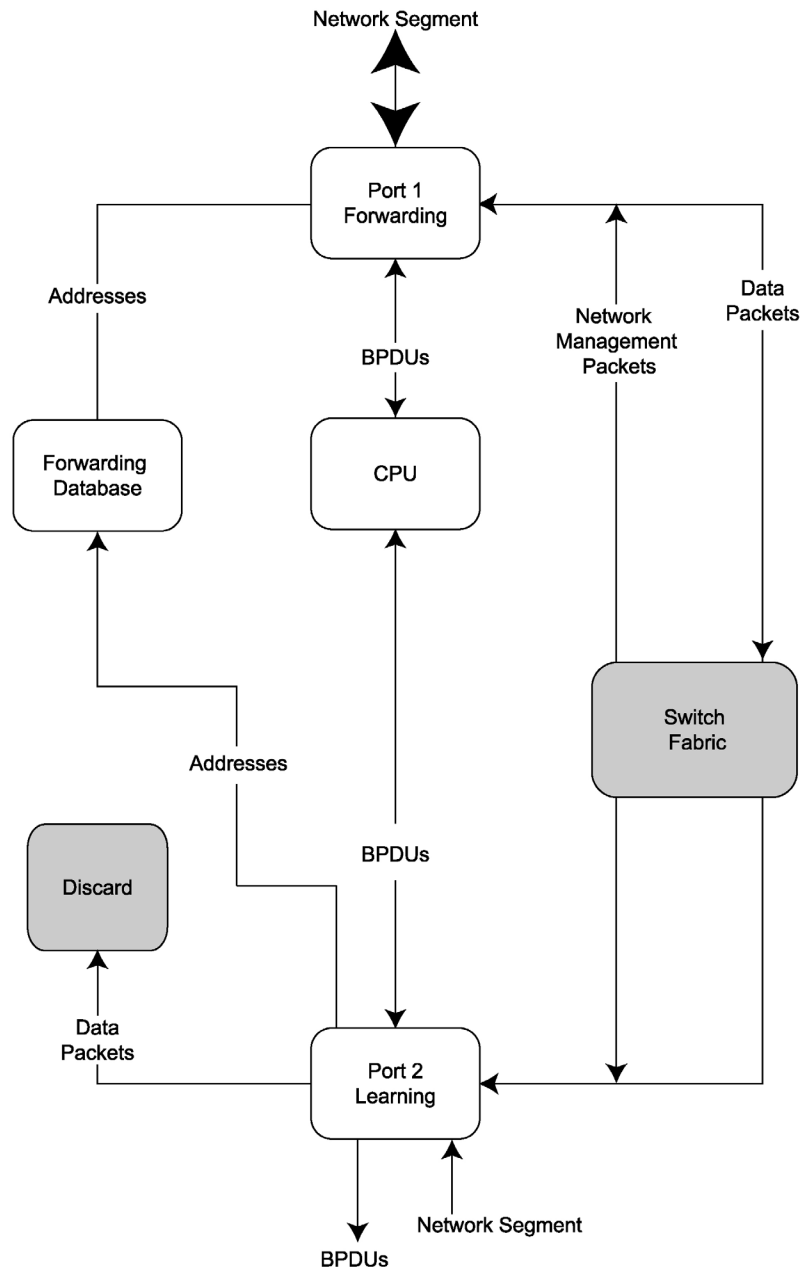 Network Segment
Port 1
Forwarding
Addresses
Data
Packets
Network
Management
Packets
BPDUs
Forwarding
Database
CPU
Switch
Fabric
Addresses
BPDUs
Discard
Data
Packets
Port 2
Learning
Network Segment
BPDUs